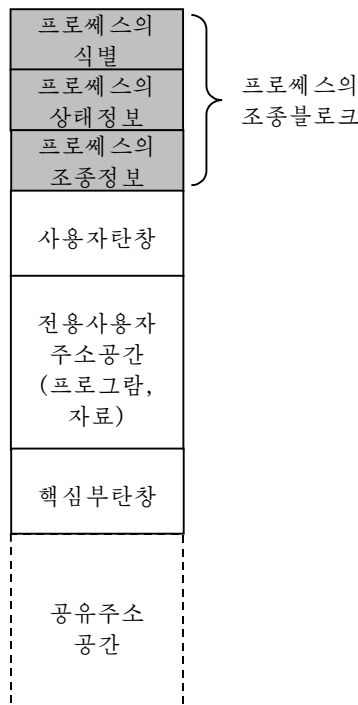 프로쎄스의
식별
프로쎄스의
상태정보
프로쎄스의
조종정보
프로쎄스의
조종블로크
사용자탄창
전용사용자
주소공간
(프로그람,
자료)
핵심부탄창
공유주소
공간